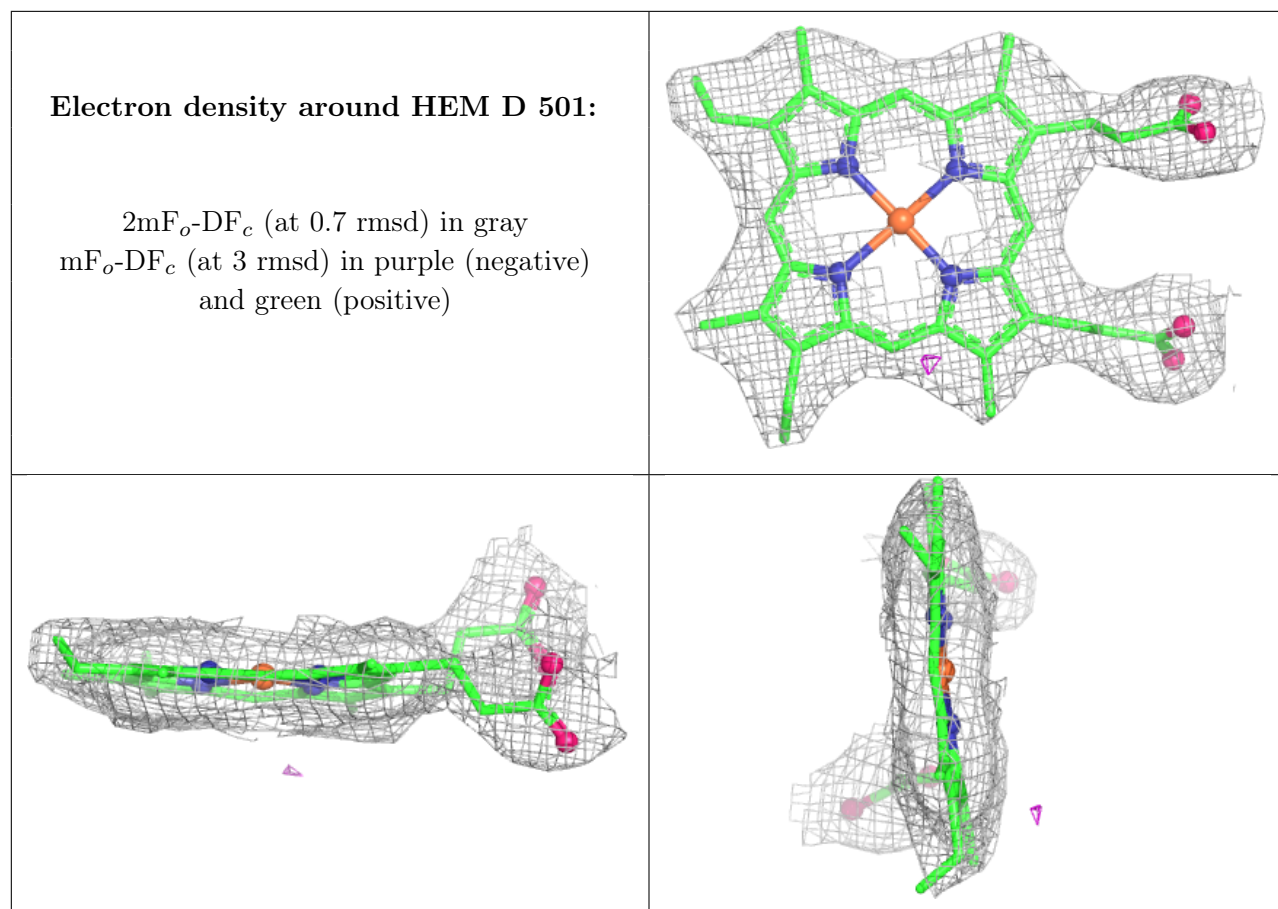 Electron density around HEM D 501:
2mFo-DFc (at 0.7 rmsd) in gray
mFo-DFc (at 3 rmsd) in purple (negative)
and green (positive)